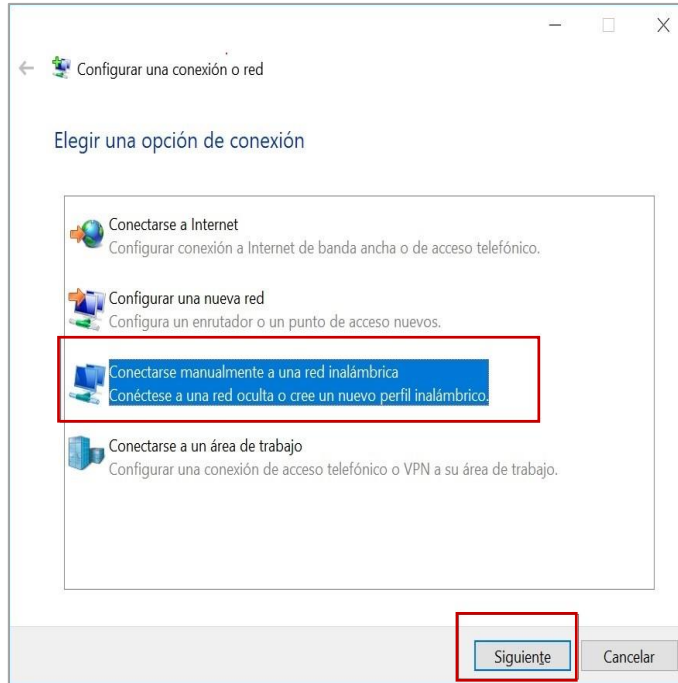 Configurar una conexión o red
Elegir una opción de conexión
Conectarse a Internet
Configurar conexión a Internet de banda ancha o de acceso telefónico.
Configurar una nueva red
Configura un enrutador o un punto de acceso nuevos.
Conectarse manualmente a una red inalámbrica
Conéctese a una red oculta o cree un nuevo perfil inalámbrico.
Conectarse a un área de trabajo
Configurar una conexión de acceso telefónico o VPN a su área de trabajo.
Siguiente
Cancelar